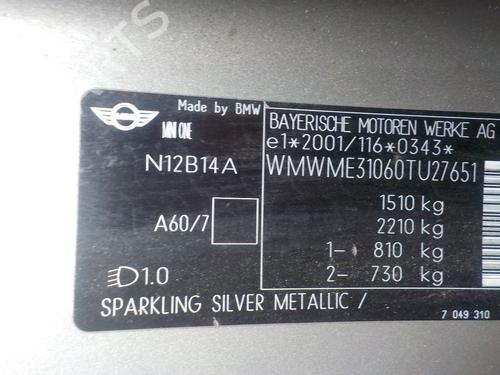 Made by BMW
MINI ONE
N12B14A
A60/7
1.0
SPARKLING SILVER METALLIC /
BAYERISCHE MOTOREN WERKE AG
e1*2001/116*0343*
WMWME31060TU27651
1510 kg
2210 kg
1- 810 kg
2- 730 kg
7 049 310